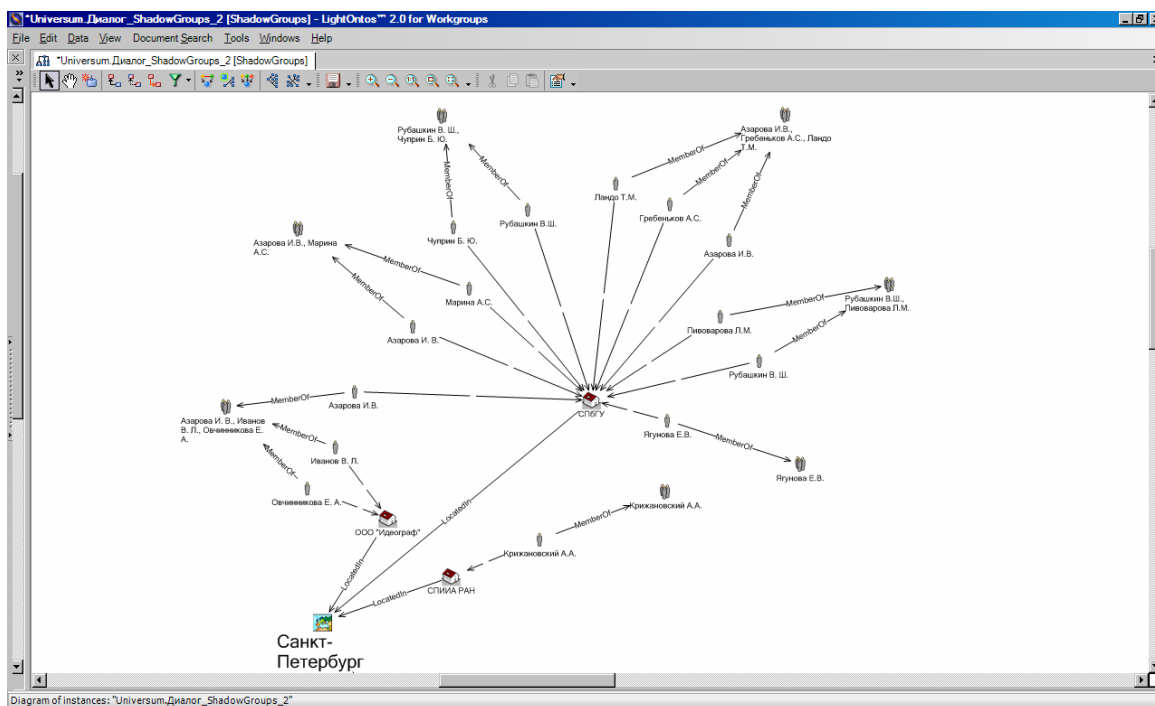 *Universum.Диалог_ShadowGroups_2 [ShadowGroups] - LightOntos™ 2.0 for Workgroups
File Edit Data View Document Search Tools Windows Help
*Universum.Диалог_ShadowGroups_2 [ShadowGroups]
Рубашкин В. Ш.,
Чуприн Б. Ю.
Азарова И.В.,
Гребеньков А.С., Ландо
Т.М.
MemberOf
MemberOf
MemberOf
MemberOf
MemberOf
Ландо Т.М.
Гребеньков А.С.
Рубашкин В.Ш.
Чуприн Б. Ю.
Азарова И.В., Марина
А.С.
Азарова И.В.
MemberOf
MemberOf
Марина А.С.
MemberOf
Рубашкин В.Ш.,
Пивоварова Л.М.
Пивоварова Л.М.
MemberOf
Азарова И. В.
Рубашкин В. Ш.
MemberOf
Азарова И.В.
СПбГУ
Азарова И. В., Иванов
В. Л., Овчинникова Е.
А.
MemberOf
Ягунова Е.В.
MemberOf
Иванов В. Л.
MemberOf
Ягунова Е.В.
Овчинникова Е. А.
LocatedIn
Крижановский А.А.
MemberOf
ООО "Идеограф"
Крижановский А.А.
LocatedIn
СПИИА РАН
LocatedIn
Санкт-
Петербург
Diagram of instances: "Universum.Диалог_ShadowGroups_2"